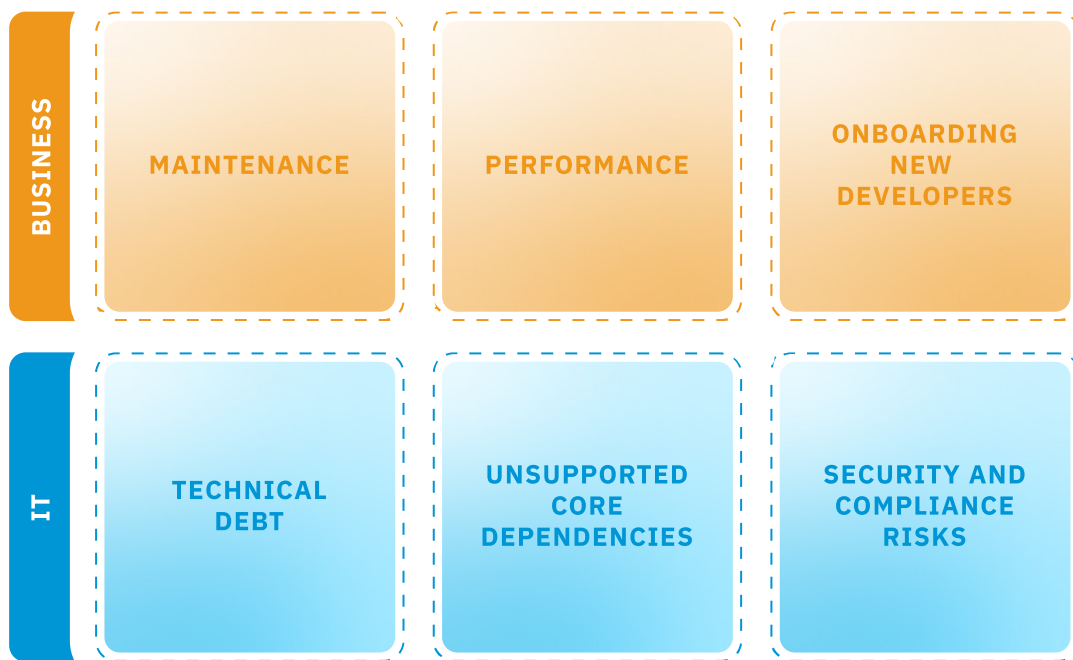 BUSINESS
MAINTENANCE
PERFORMANCE
ONBOARDING
NEW
DEVELOPERS
IT
TECHNICAL
DEBT
UNSUPPORTED
CORE
DEPENDENCIES
SECURITY AND
COMPLIANCE
RISKS